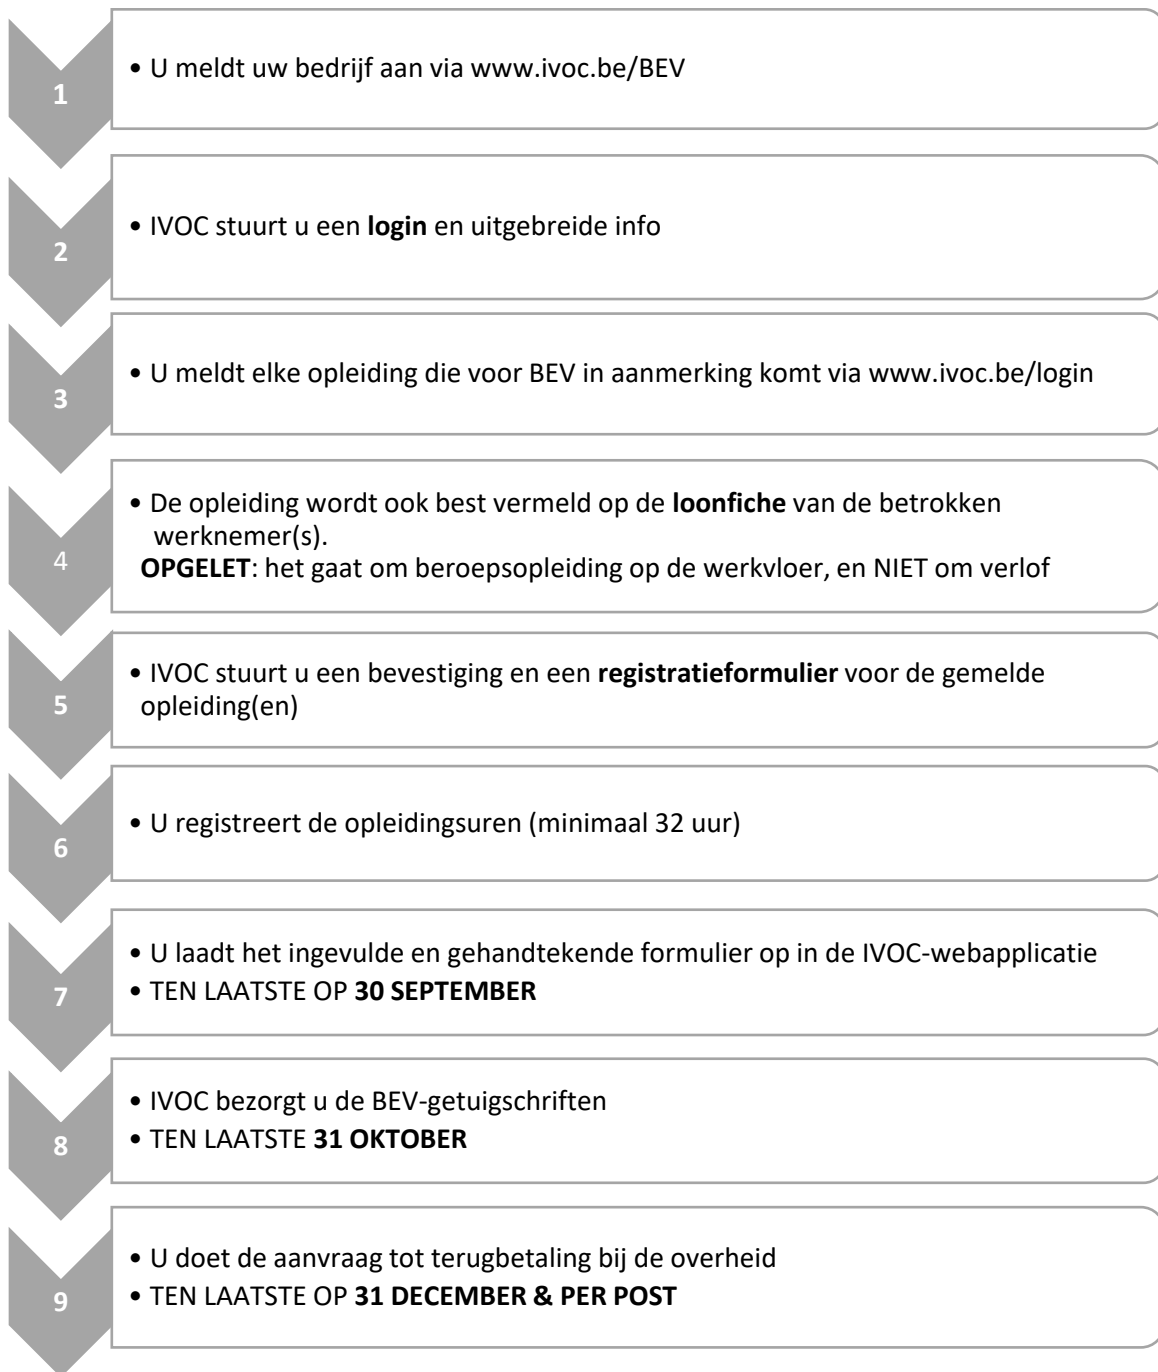 1
• U meldt uw bedrijf aan via www.ivoc.be/BEV
2
• IVOC stuurt u een login en uitgebreide info
3
• U meldt elke opleiding die voor BEV in aanmerking komt via www.ivoc.be/login
4
• De opleiding wordt ook best vermeld op de loonfiche van de betrokken
werknemer(s).
OPGELET: het gaat om beroepsopleiding op de werkvloer, en NIET om verlof
5
• IVOC stuurt u een bevestiging en een registratieformulier voor de gemelde
opleiding(en)
6
• U registreert de opleidingsuren (minimaal 32 uur)
7
• U laadt het ingevulde en gehandtekende formulier op in de IVOC-webapplicatie
• TEN LAATSTE OP 30 SEPTEMBER
8
• IVOC bezorgt u de BEV-getuigschriften
• TEN LAATSTE 31 OKTOBER
9
• U doet de aanvraag tot terugbetaling bij de overheid
• TEN LAATSTE OP 31 DECEMBER & PER POST